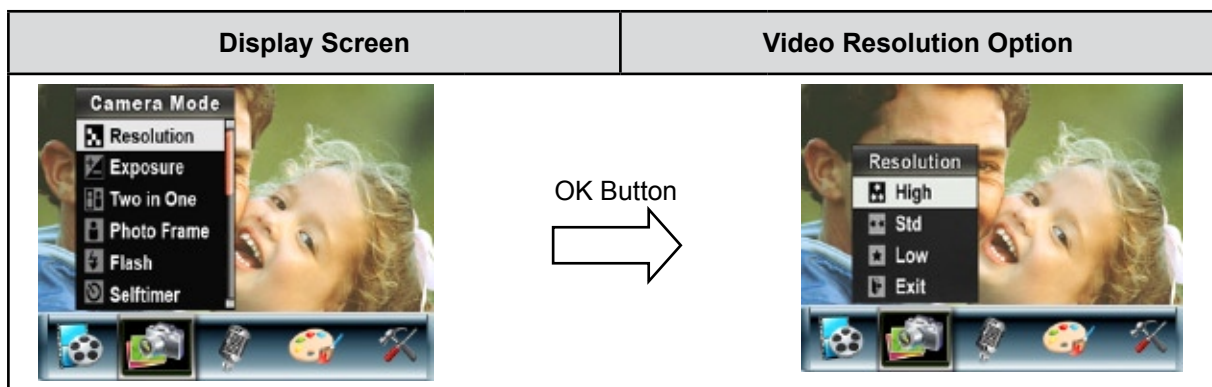 Display Screen
Video Resolution Option
Camera Mode
Resolution
Exposure
Two in One
Photo Frame
Flash
Selftimer
OK Button
Resolution
High
Std
Low
Exit